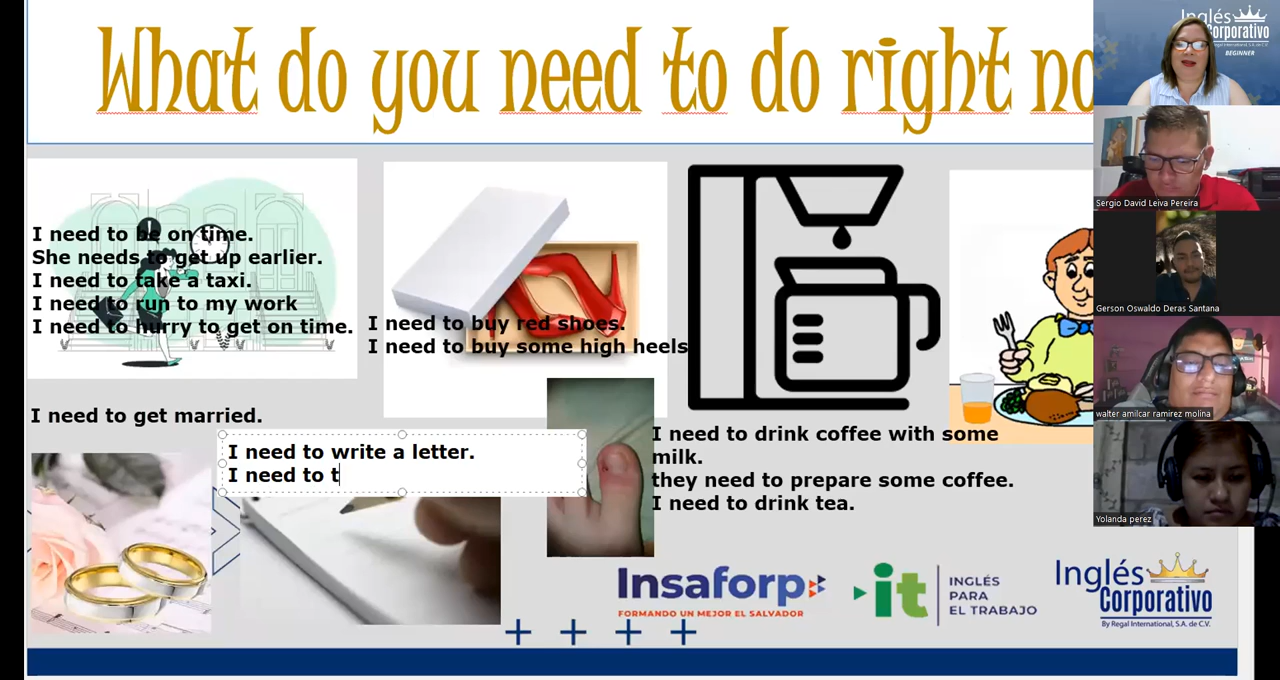 What do you need to do right no
I need to be on time.
She needs to get up earlier.
I need to take a taxi.
I need to run to my work
I need to hurry to get on time.
I need to buy red shoes.
I need to buy some high heels
I need to get married.
I need to write a letter.
I need to t
I need to drink coffee with some
milk.
they need to prepare some coffee.
I need to drink tea.
Insaforp
FORMANDO UN MEJOR EL SALVADOR
it
INGLÉS
PARA
EL TRABAJO
Inglés
Corporativo
By Regal International, S.A. de C.V.
Inglés
Corporativo
BEGINNER
Sergio David Leiva Pereira
Gerson Oswaldo Deras Santana
walter amilcar ramirez molina
Yolanda perez